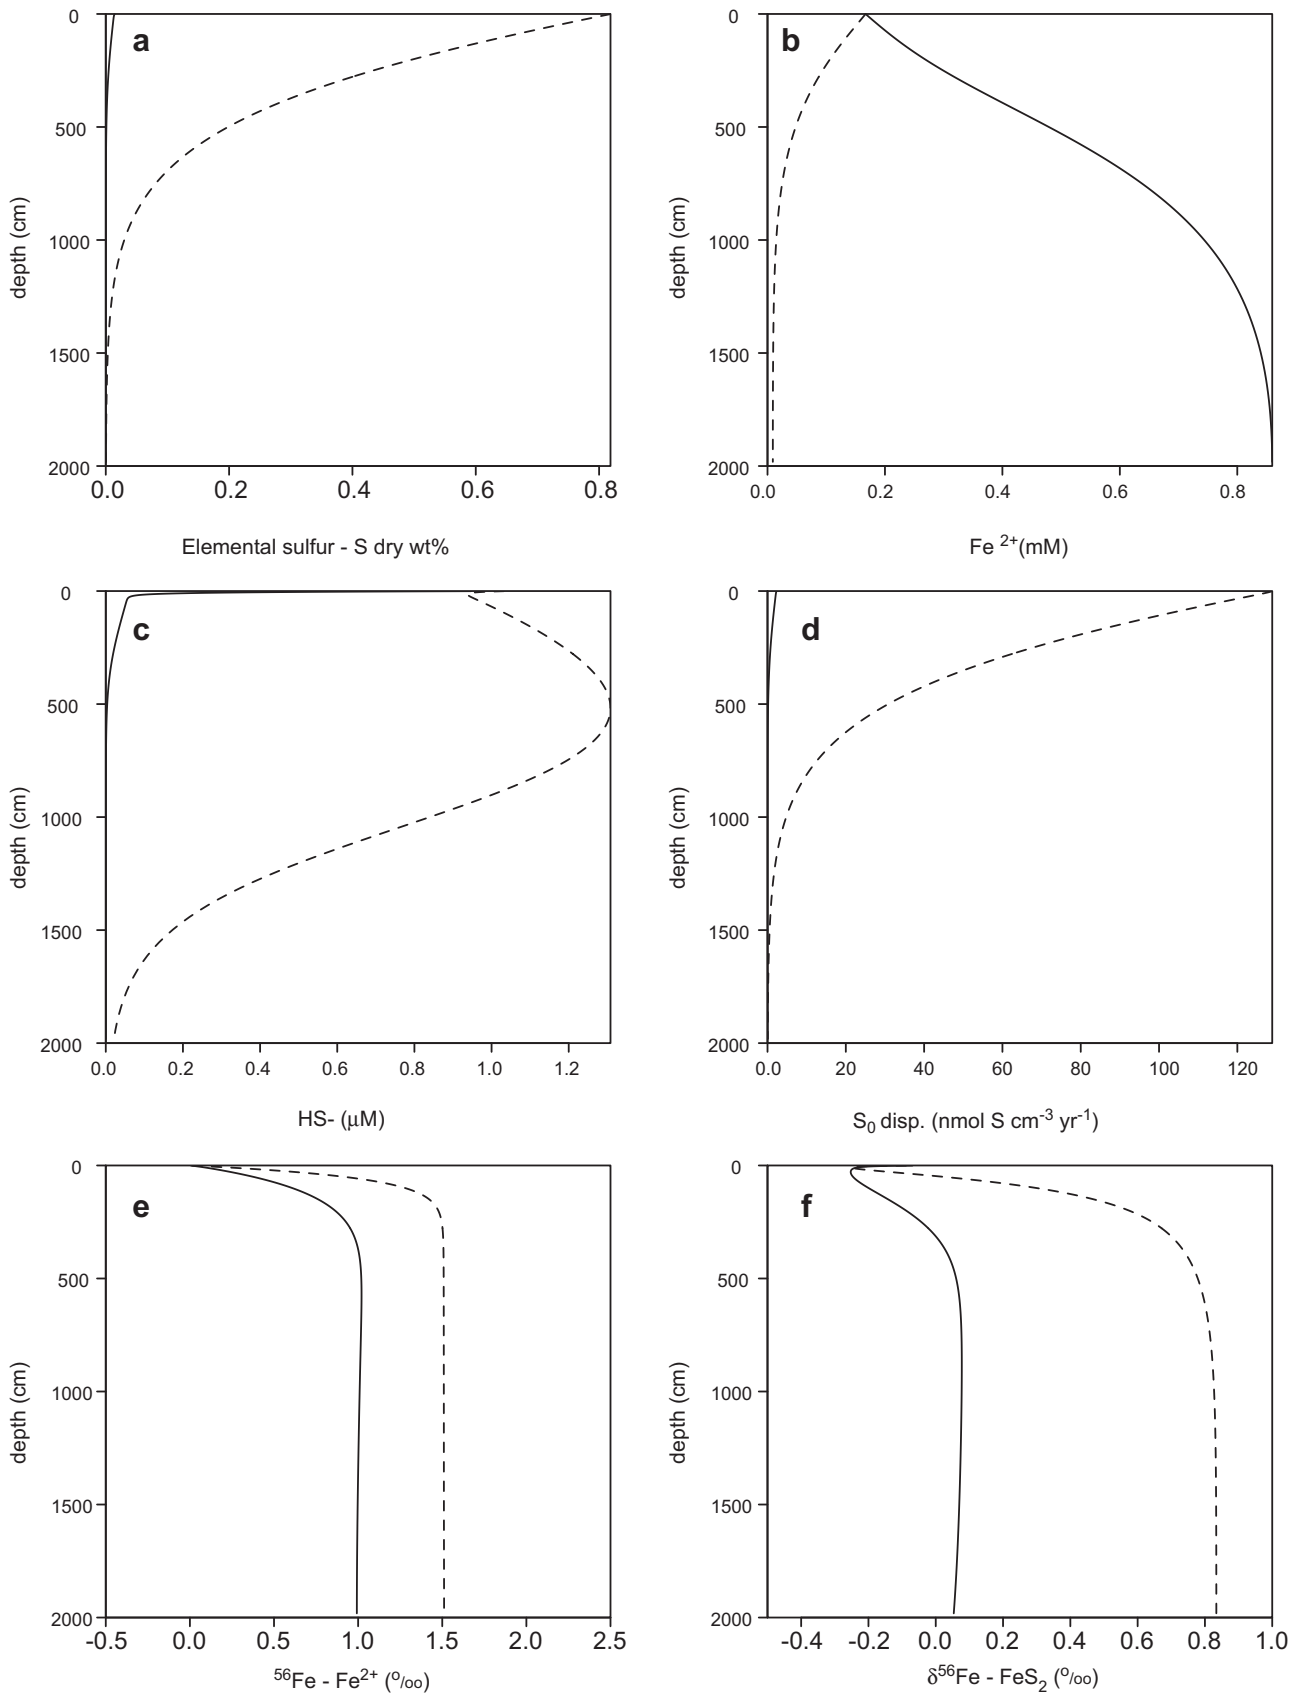 a
0
500
1000
1500
2000
depth (cm)
0.0 0.2 0.4 0.6 0.8
Elemental sulfur - S dry wt%
b
0
500
1000
1500
2000
depth (cm)
0.0 0.2 0.4 0.6 0.8
Fe 2+(mM)
c
0
500
1000
1500
2000
depth (cm)
0.0 0.2 0.4 0.6 0.8 1.0 1.2
HS- (μM)
d
0
500
1000
1500
2000
depth (cm)
0.0 20 40 60 80 100 120
S0 disp. (nmol S cm-3 yr-1)
e
0
500
1000
1500
2000
depth (cm)
-0.5 0.0 0.5 1.0 1.5 2.0 2.5
56Fe - Fe2+ (o/oo)
f
0
500
1000
1500
2000
depth (cm)
-0.4 -0.2 0.0 0.2 0.4 0.6 0.8 1.0
δ56Fe - FeS2 (o/oo)